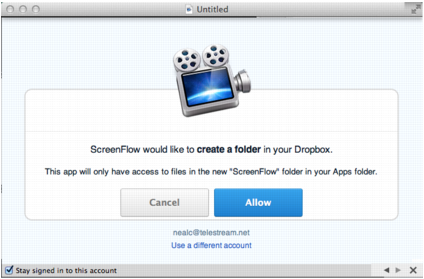 Untitled
ScreenFlow would like to create a folder in your Dropbox.
This app will only have access to files in the new "ScreenFlow" folder in your Apps folder.
Cancel
Allow
nealc@telestream.net
Use a different account
Stay signed in to this account